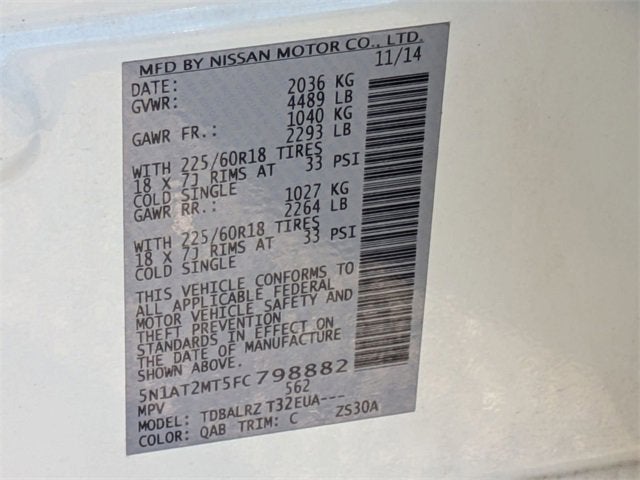 MFD BY NISSAN MOTOR CO., LTD.
DATE: 11/14
GVWR: 2036 KG
4489 LB
GAWR FR.: 1040 KG
2293 LB
WITH 225/60R18 TIRES
18 X 7J RIMS AT 33 PSI
COLD SINGLE
GAWR RR.: 1027 KG
2264 LB
WITH 225/60R18 TIRES
18 X 7J RIMS AT 33 PSI
COLD SINGLE
THIS VEHICLE CONFORMS TO
ALL APPLICABLE FEDERAL
MOTOR VEHICLE SAFETY AND
THEFT PREVENTION
STANDARDS IN EFFECT ON
THE DATE OF MANUFACTURE
SHOWN ABOVE.
5N1AT2MT5FC798882
MPV 562
MODEL: TDBALRZ T32EUA---
COLOR: QAB TRIM: C ZS30A